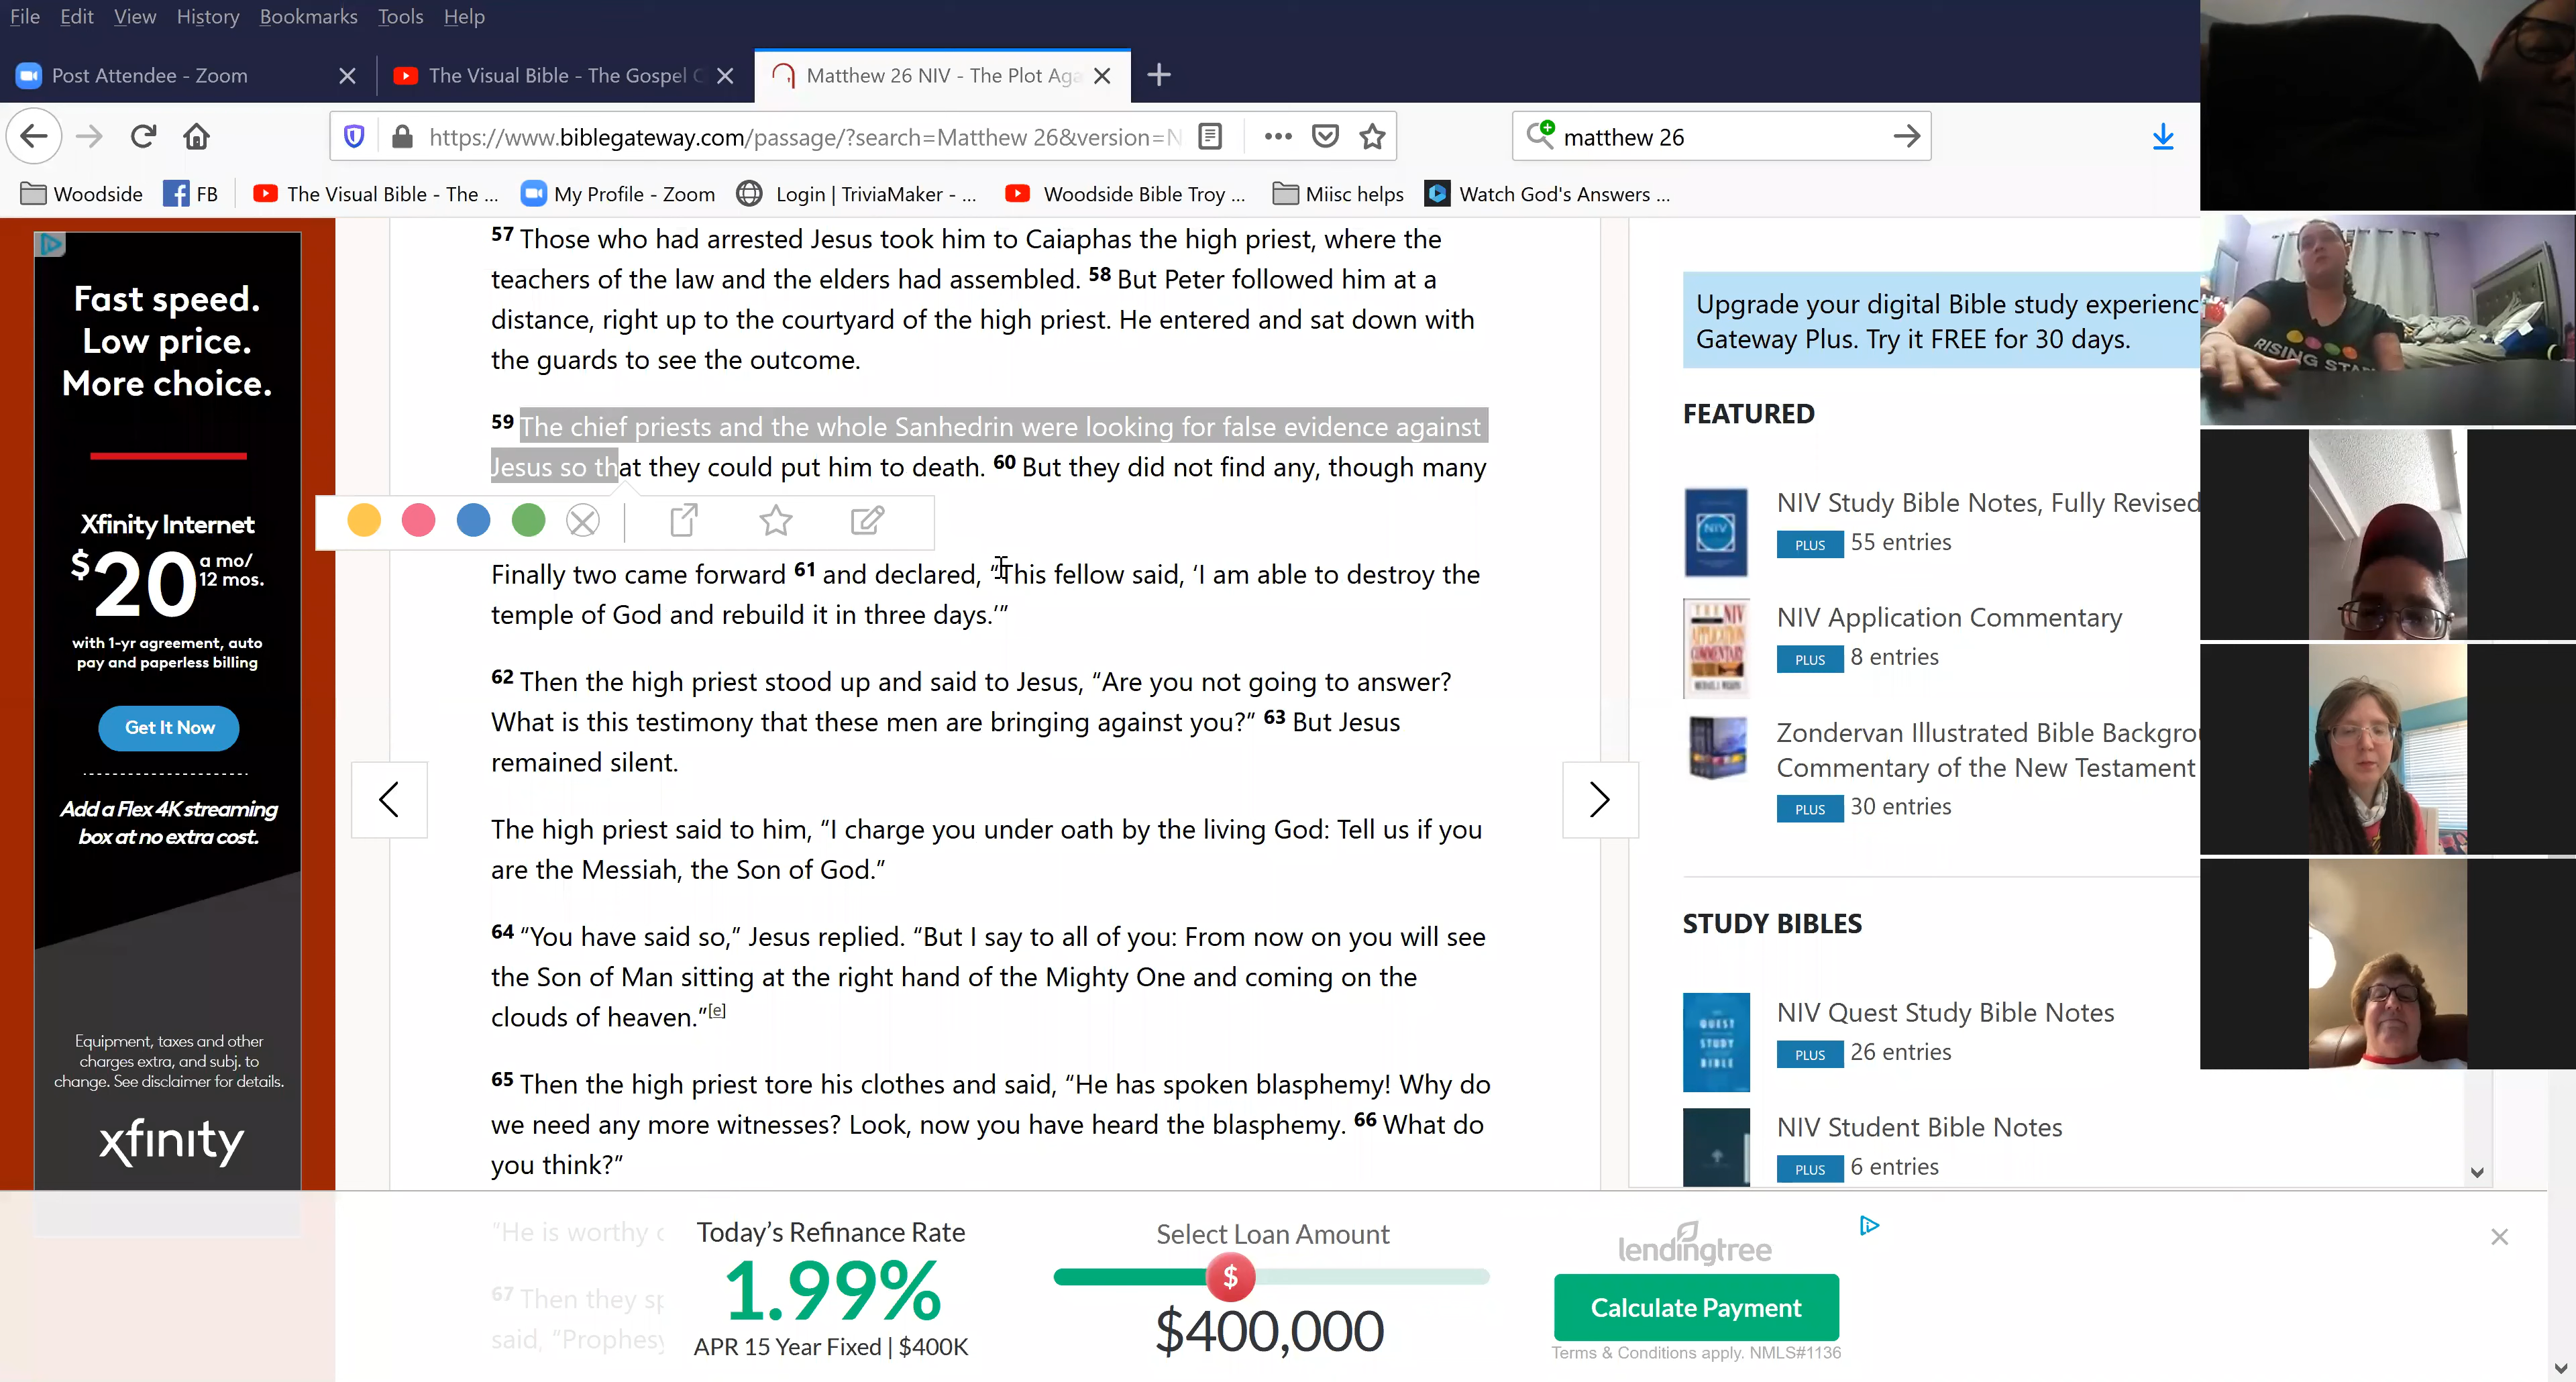 File Edit View History Bookmarks Tools Help
Post Attendee - Zoom
The Visual Bible - The Gospel
Matthew 26 NIV - The Plot Aga
https://www.biblegateway.com/passage/?search=Matthew 26&version=N
matthew 26
Woodside
FB
The Visual Bible - The ...
My Profile - Zoom
Login | TriviaMaker - ...
Woodside Bible Troy ...
Miisc helps
Watch God's Answers ...
Fast speed.
Low price.
More choice.
Xfinity Internet
$20 a mo/
12 mos.
with 1-yr agreement, auto
pay and paperless billing
Get It Now
Add a Flex 4K streaming
box at no extra cost.
Equipment, taxes and other
charges extra, and subj. to
change. See disclaimer for details.
xfinity
57 Those who had arrested Jesus took him to Caiaphas the high priest, where the
teachers of the law and the elders had assembled. 58 But Peter followed him at a
distance, right up to the courtyard of the high priest. He entered and sat down with
the guards to see the outcome.
59 The chief priests and the whole Sanhedrin were looking for false evidence against
Jesus so that they could put him to death. 60 But they did not find any, though many
Finally two came forward 61 and declared, “This fellow said, ‘I am able to destroy the
temple of God and rebuild it in three days.’”
62 Then the high priest stood up and said to Jesus, “Are you not going to answer?
What is this testimony that these men are bringing against you?” 63 But Jesus
remained silent.
The high priest said to him, “I charge you under oath by the living God: Tell us if you
are the Messiah, the Son of God.”
64 “You have said so,” Jesus replied. “But I say to all of you: From now on you will see
the Son of Man sitting at the right hand of the Mighty One and coming on the
clouds of heaven.”[e]
65 Then the high priest tore his clothes and said, “He has spoken blasphemy! Why do
we need any more witnesses? Look, now you have heard the blasphemy. 66 What do
you think?”
“He is worthy
67 Then they sp
said, “Prophesy
Upgrade your digital Bible study experienc
Gateway Plus. Try it FREE for 30 days.
FEATURED
NIV Study Bible Notes, Fully Revised
PLUS 55 entries
NIV Application Commentary
PLUS 8 entries
Zondervan Illustrated Bible Backgro
Commentary of the New Testament
PLUS 30 entries
STUDY BIBLES
NIV Quest Study Bible Notes
PLUS 26 entries
NIV Student Bible Notes
PLUS 6 entries
NIV
THE NIV
APPLICATION
COMMENTARY
QUEST
STUDY
BIBLE
RISING STA
Today’s Refinance Rate
1.99%
APR 15 Year Fixed | $400K
Select Loan Amount
$
$400,000
lendingtree
Calculate Payment
Terms & Conditions apply. NMLS#1136